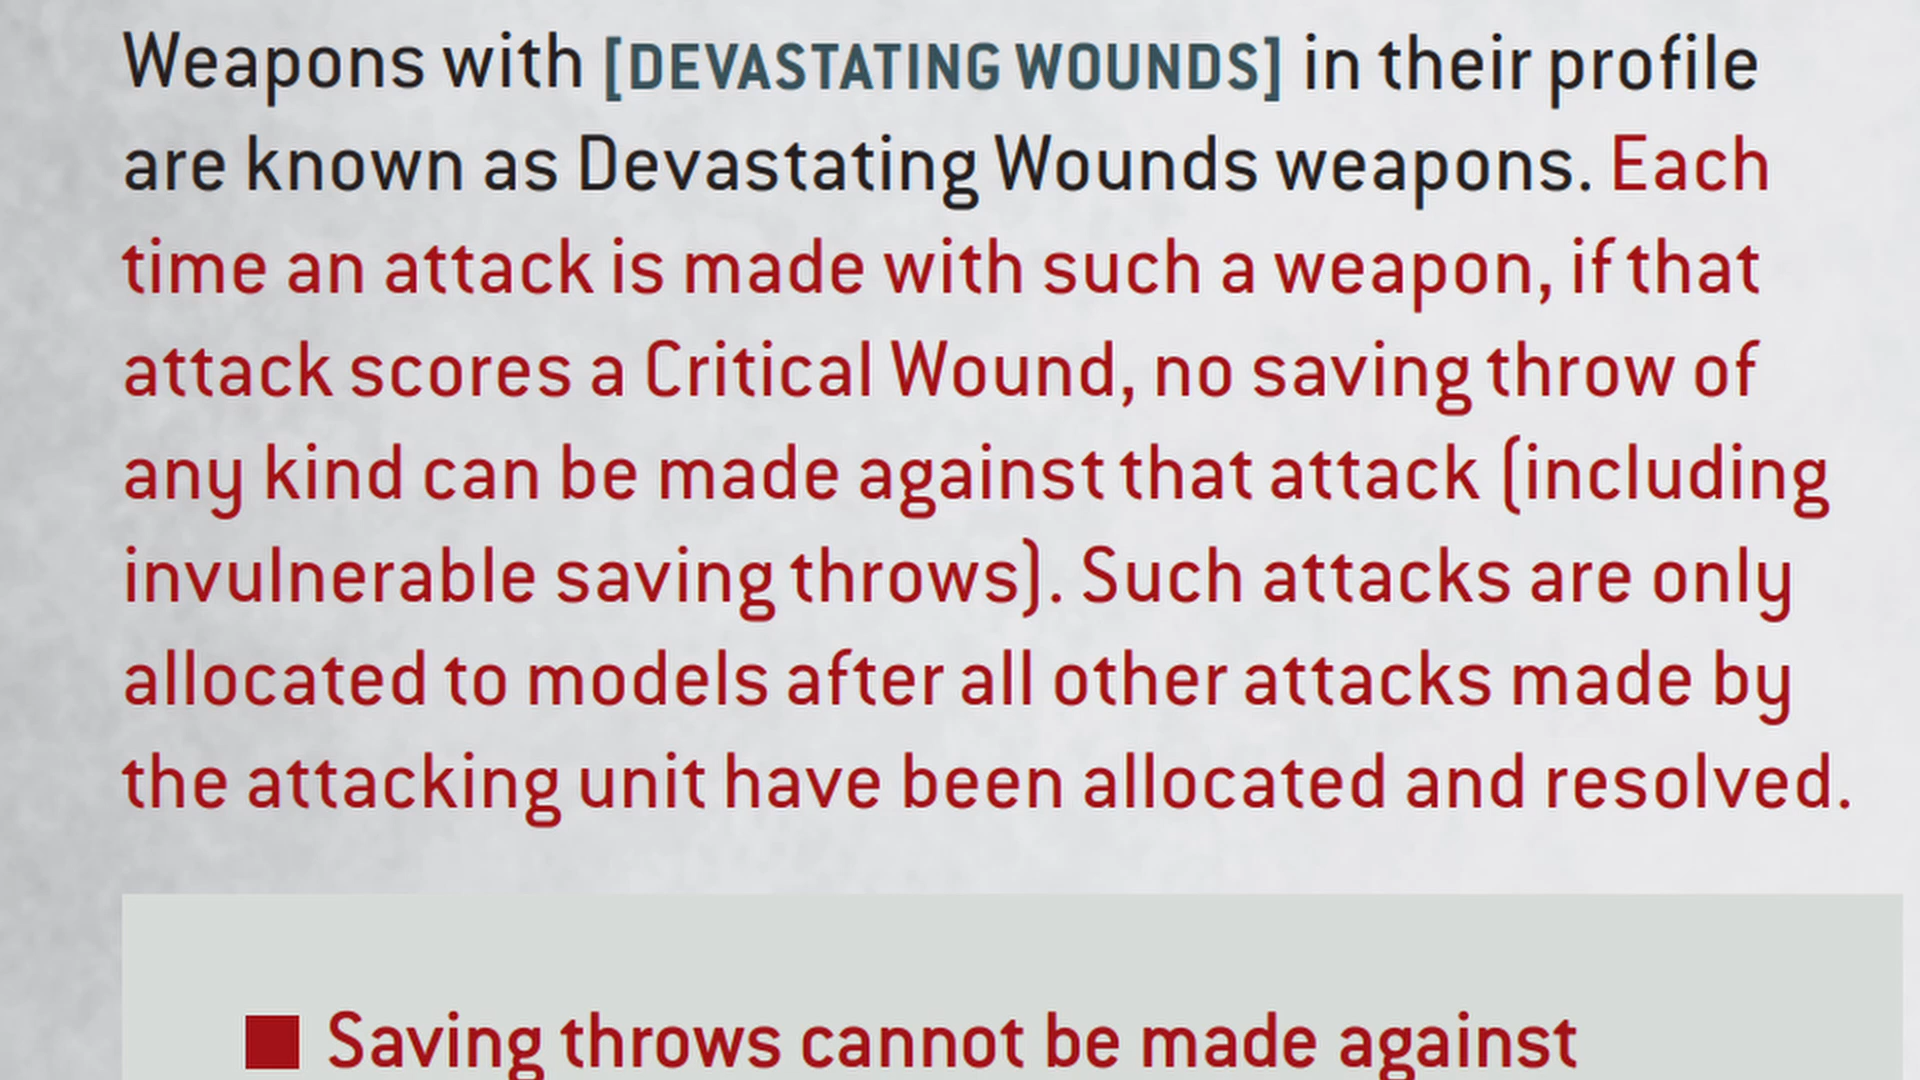 Weapons with [DEVASTATING WOUNDS] in their profile
are known as Devastating Wounds weapons. Each
time an attack is made with such a weapon, if that
attack scores a Critical Wound, no saving throw of
any kind can be made against that attack (including
invulnerable saving throws). Such attacks are only
allocated to models after all other attacks made by
the attacking unit have been allocated and resolved.
Saving throws cannot be made against